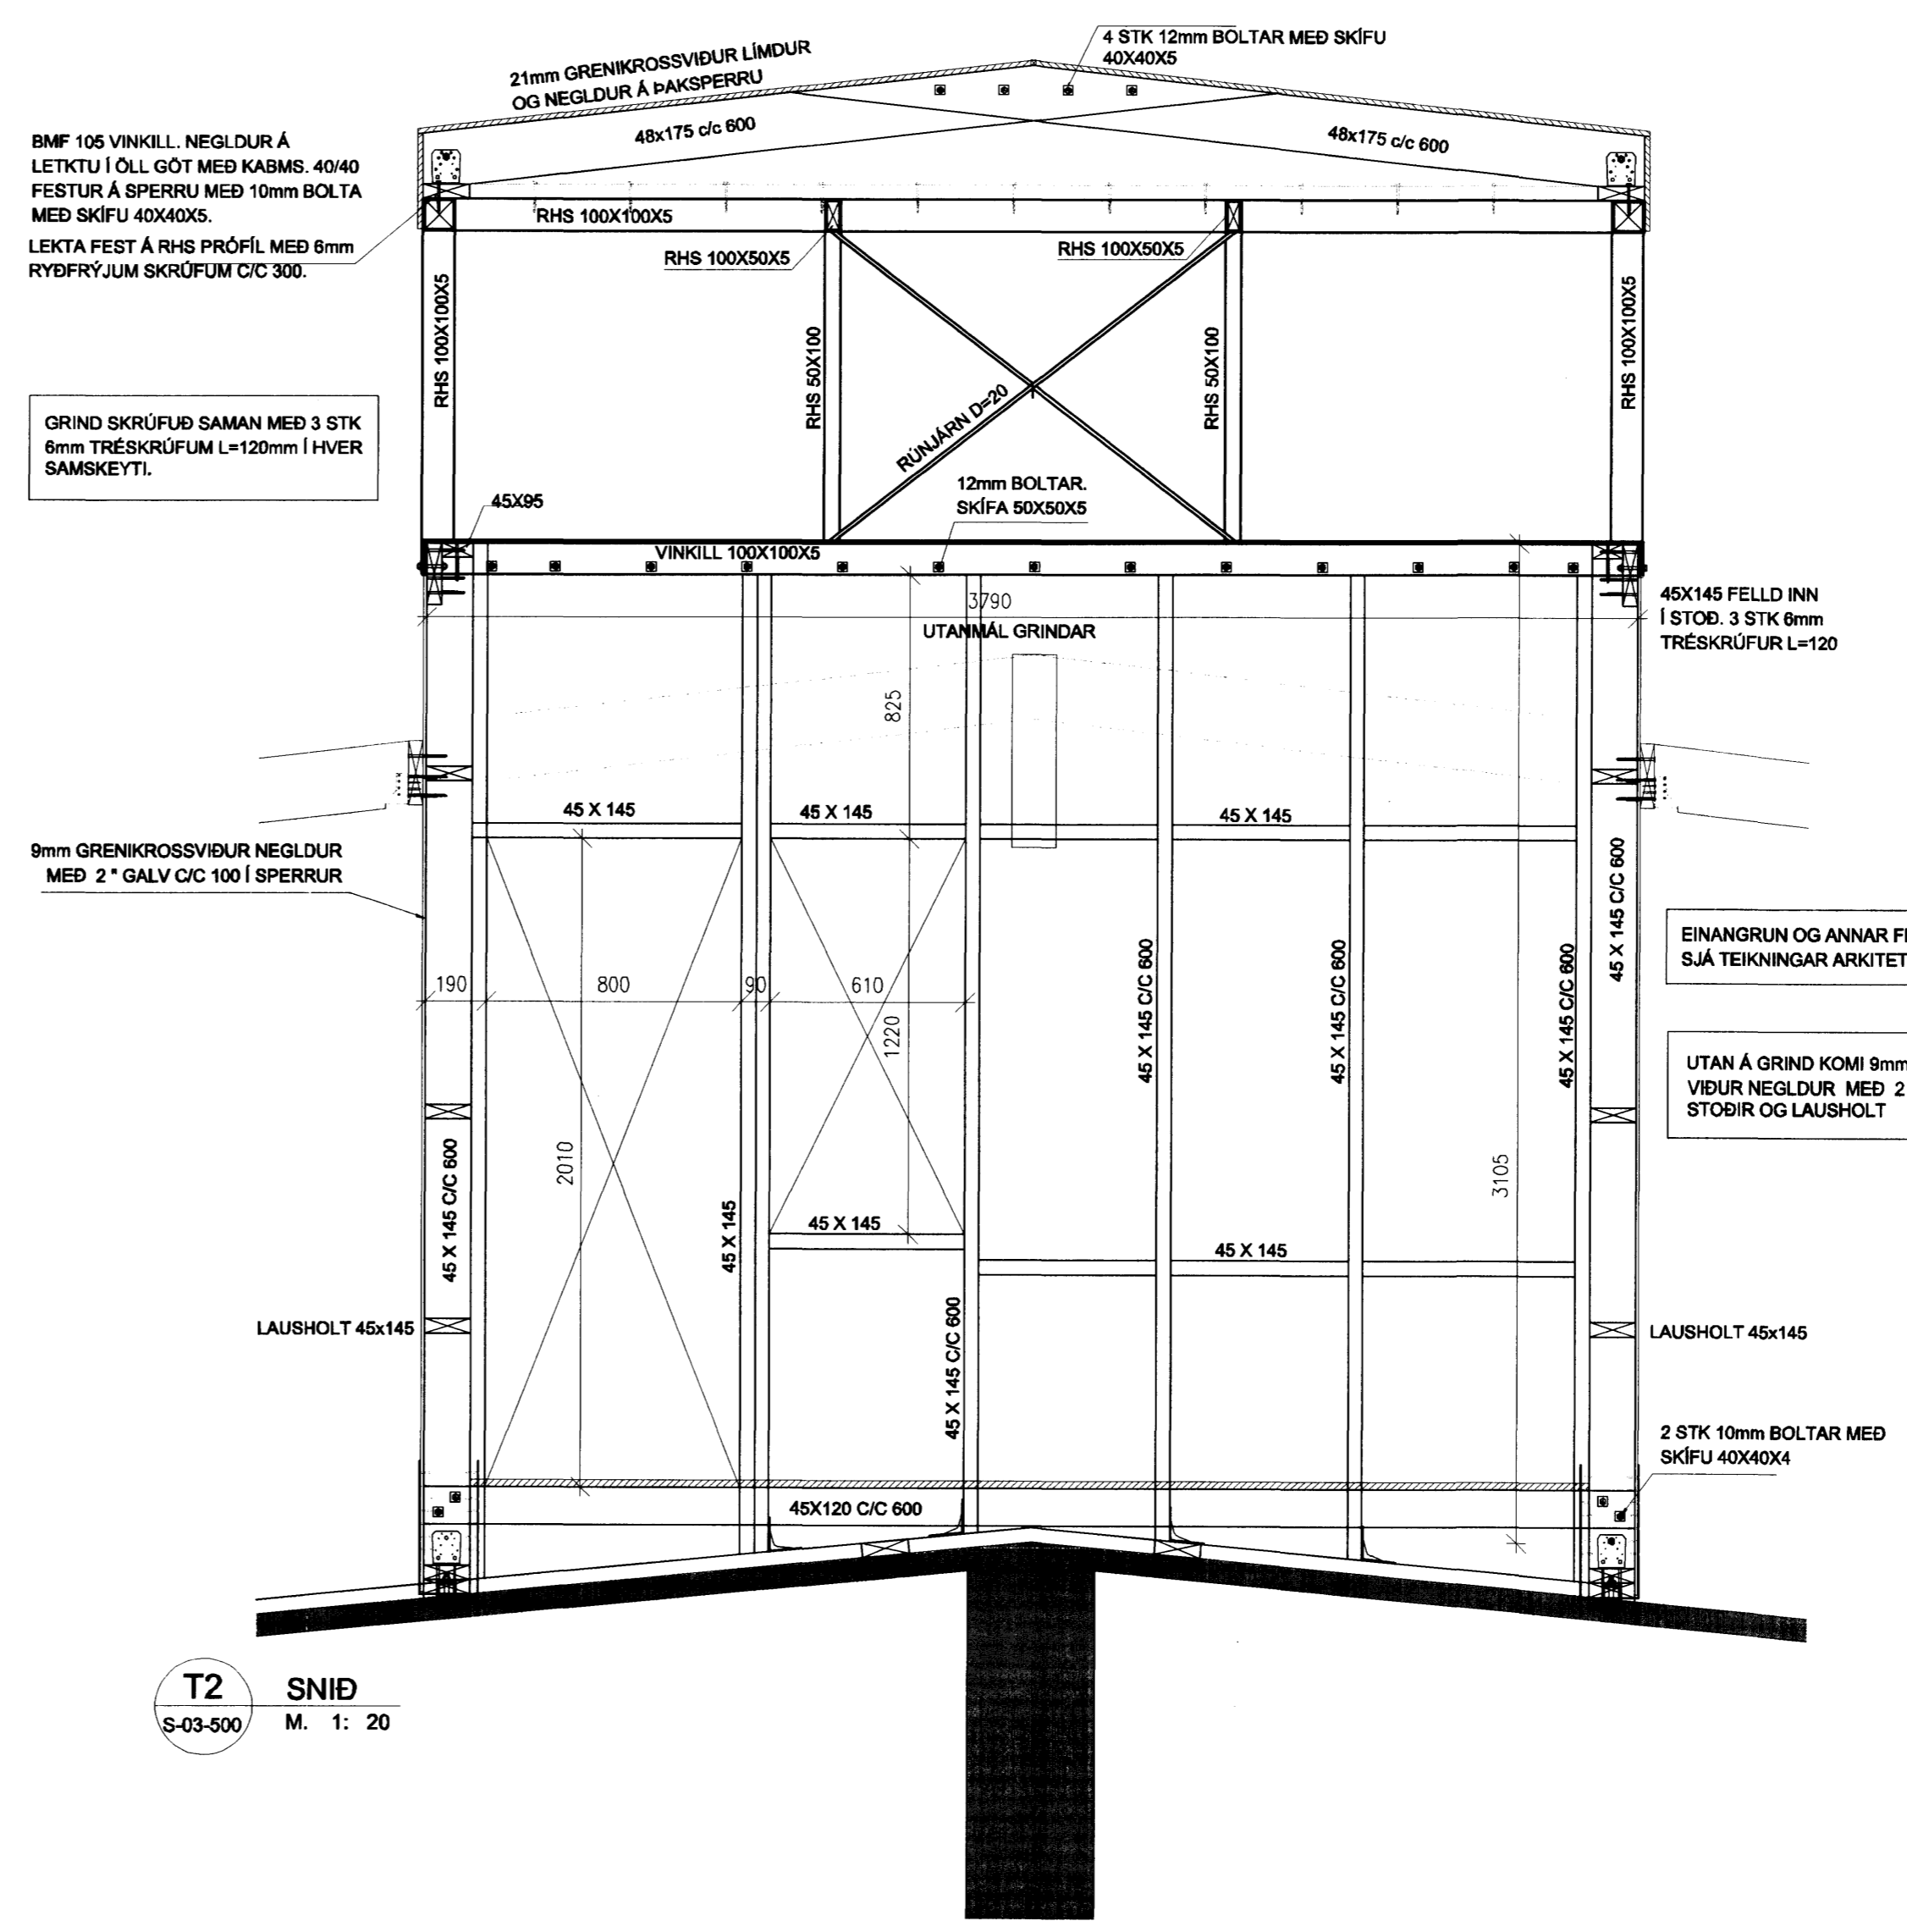 4 STK 12mm BOLTAR MEÐ SKÍFU
40X40X5
21mm GRENIKROSSVIÐUR LÍMDUR
OG NEGLDUR Á ÞAKSPERRU
48x175 c/c 600
48x175 c/c 600
BMF 105 VINKILL. NEGLDUR Á
LETKTU Í ÖLL GÖT MEÐ KABMS. 40/40
FESTUR Á SPERRU MEÐ 10mm BOLTA
MEÐ SKÍFU 40X40X5.
LEKTA FEST Á RHS PRÓFÍL MEÐ 6mm
RYÐFRÝJUM SKRÚFUM C/C 300.
RHS 100X100X5
RHS 100X50X5
RHS 100X50X5
RHS 100X100X5
RHS 50X100
RHS 50X100
RHS 100X100X5
RÚNJÁRN D=20
GRIND SKRÚFUÐ SAMAN MEÐ 3 STK
6mm TRÉSKRÚFUM L=120mm Í HVER
SAMSKEYTI.
45X95
12mm BOLTAR.
SKÍFA 50X50X5
VINKILL 100X100X5
3790
UTANMÁL GRINDAR
45X145 FELLD INN
Í STOÐ. 3 STK 6mm
TRÉSKRÚFUR L=120
825
45 X 145
45 X 145
45 X 145
9mm GRENIKROSSVIÐUR NEGLDUR
MEÐ 2 " GALV C/C 100 Í SPERRUR
45 X 145 C/C 600
EINANGRUN OG ANNAR
SJÁ TEIKNINGAR ARKITET
190
800
90
610
1220
45 X 145 C/C 600
45 X 145 C/C 600
45 X 145 C/C 600
UTAN Á GRIND KOMI 9mm
VIÐUR NEGLDUR MEÐ 2
STOÐIR OG LAUSHOLT
2010
3105
45 X 145 C/C 600
45 X 145
45 X 145
45 X 145
LAUSHOLT 45x145
45 X 145 C/C 600
LAUSHOLT 45x145
2 STK 10mm BOLTAR MEÐ
SKÍFU 40X40X4
45X120 C/C 600
T2
S-03-500
SNIÐ
M. 1: 20